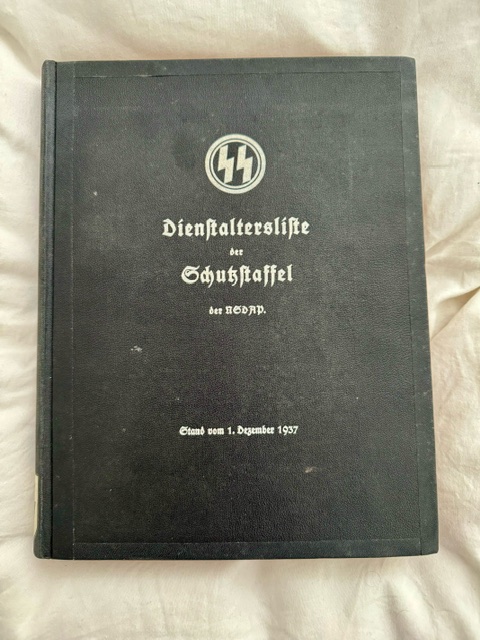 Dienstaltersliste
der
Schutzstaffel
der NSDAP.
Stand vom 1. Dezember 1937